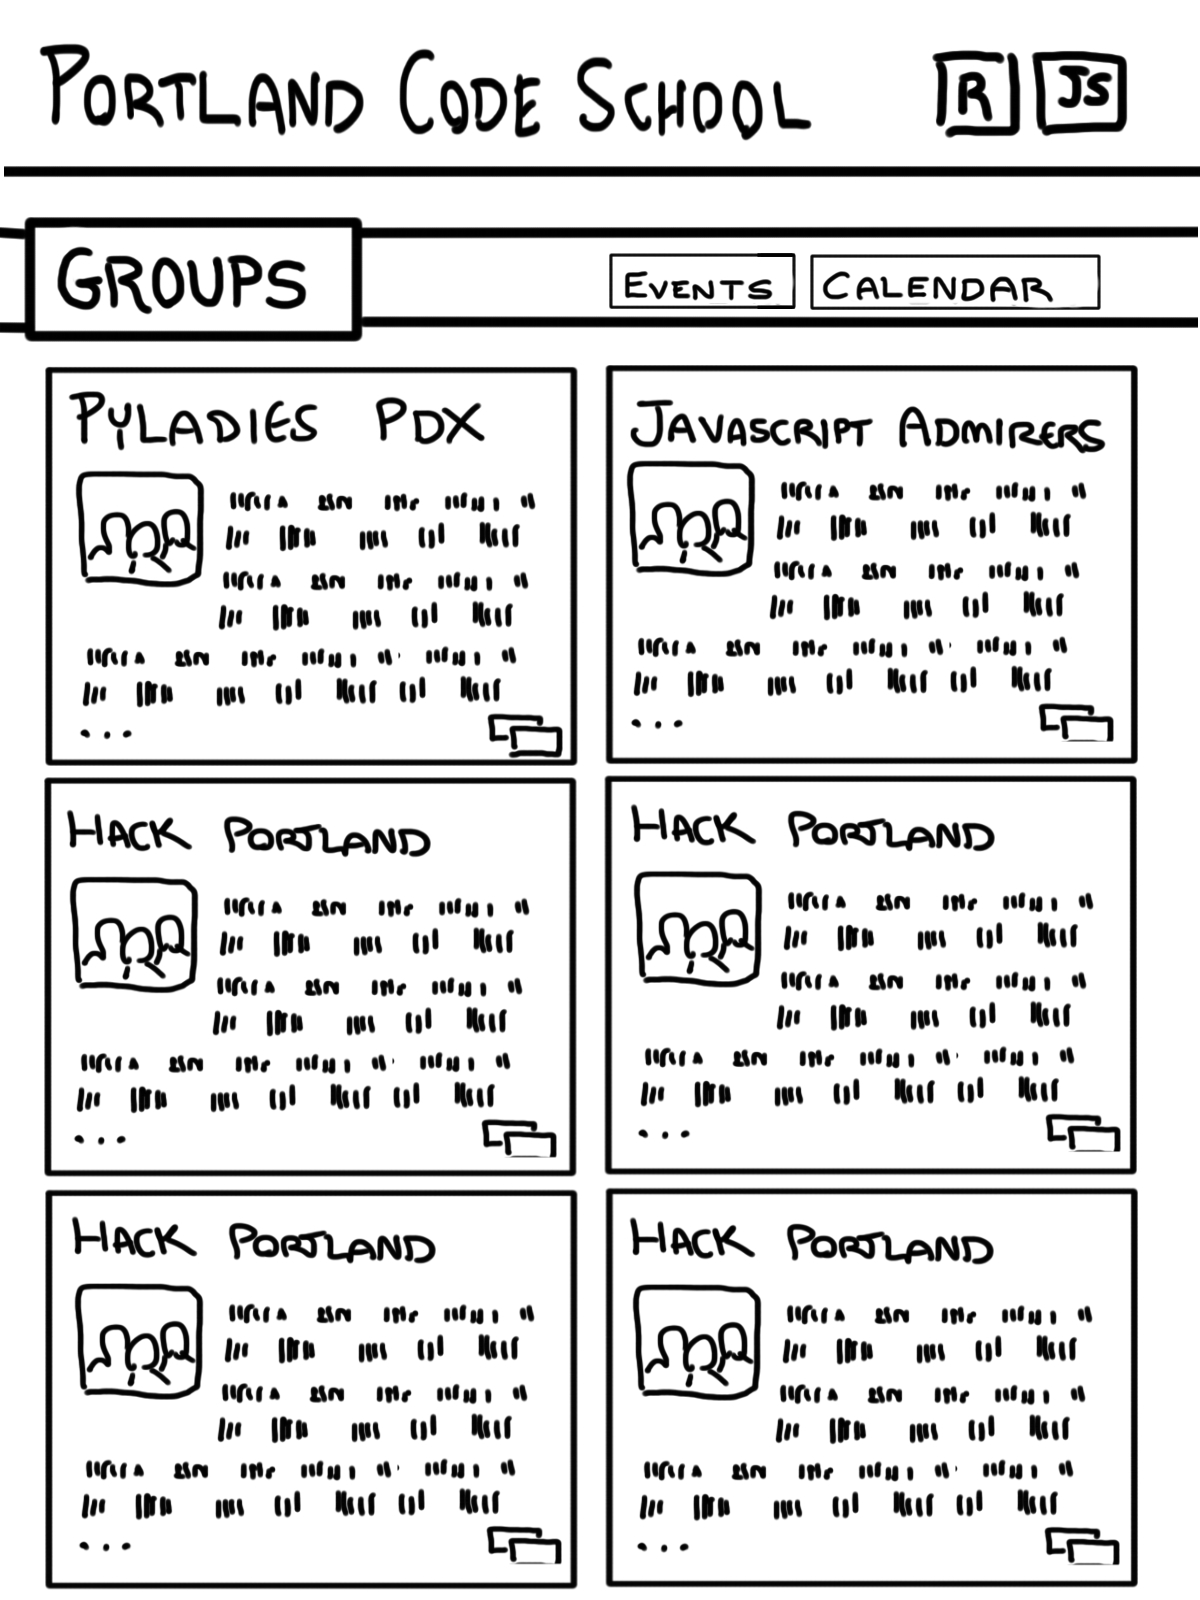 PORTLAND CODE SCHOOL R JS
GROUPS EVENTS CALENDAR
PYLADIES PDX
...
JAVASCRIPT ADMIRERS
...
HACK PORTLAND
...
HACK PORTLAND
...
HACK PORTLAND
...
HACK PORTLAND
...